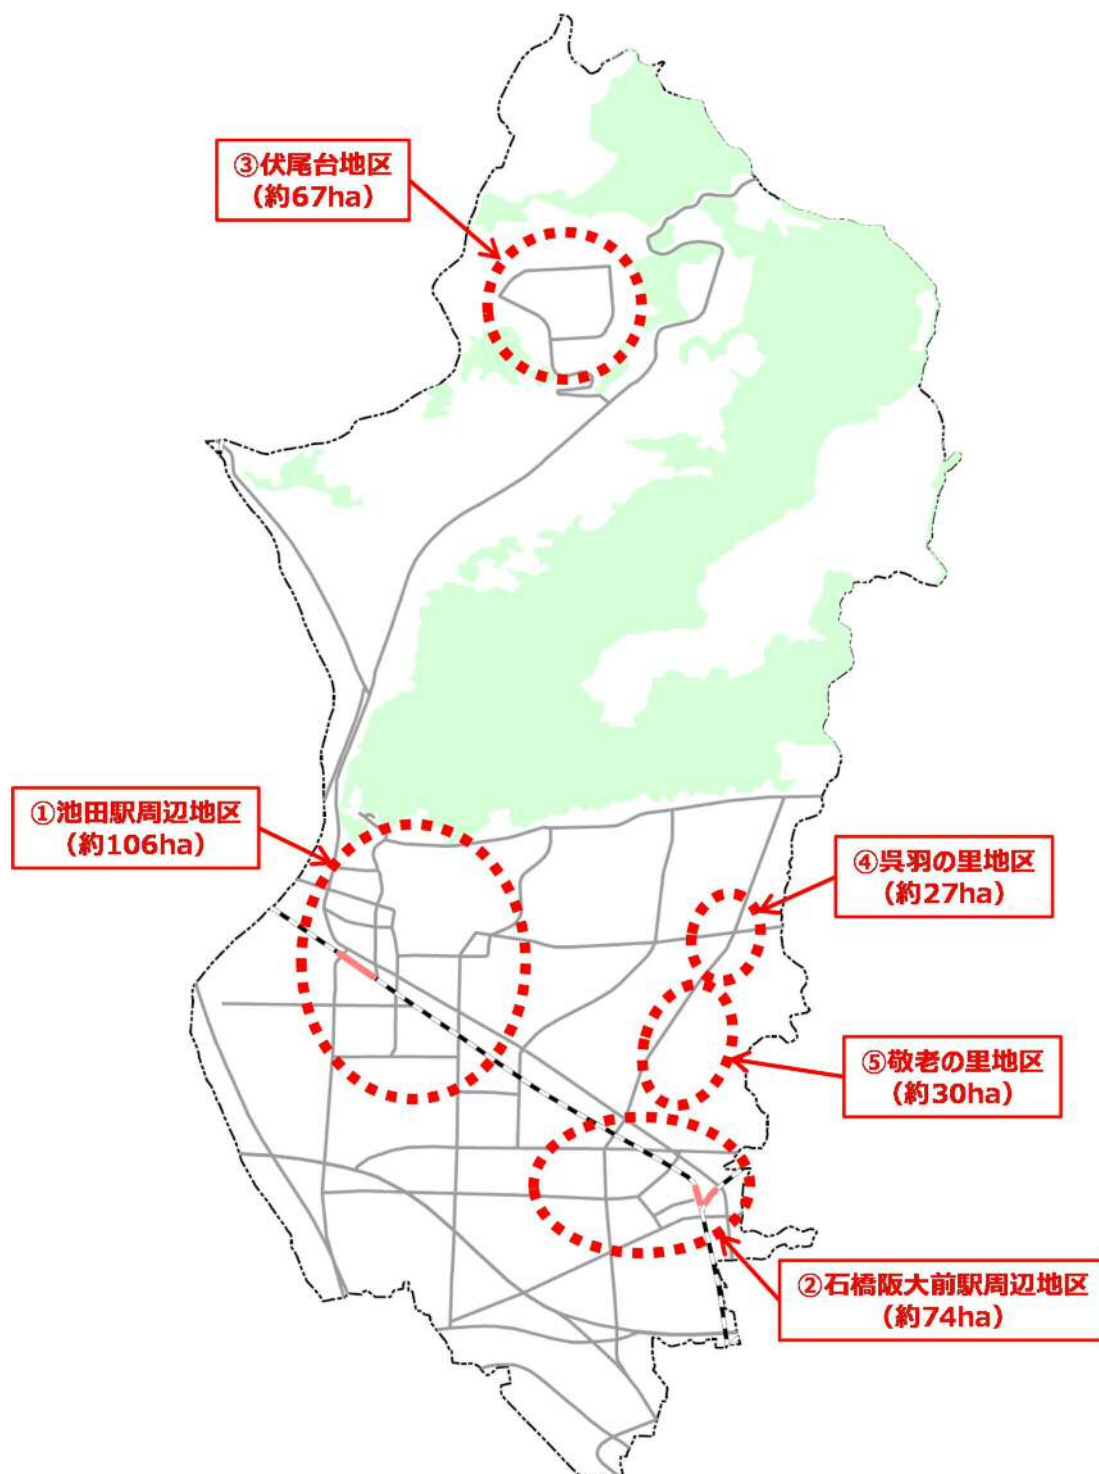 ③伏尾台地区
（約67ha）
①池田駅周辺地区
（約106ha）
④呉羽の里地区
（約27ha）
⑤敬老の里地区
（約30ha）
②石橋阪大前駅周辺地区
（約74ha）